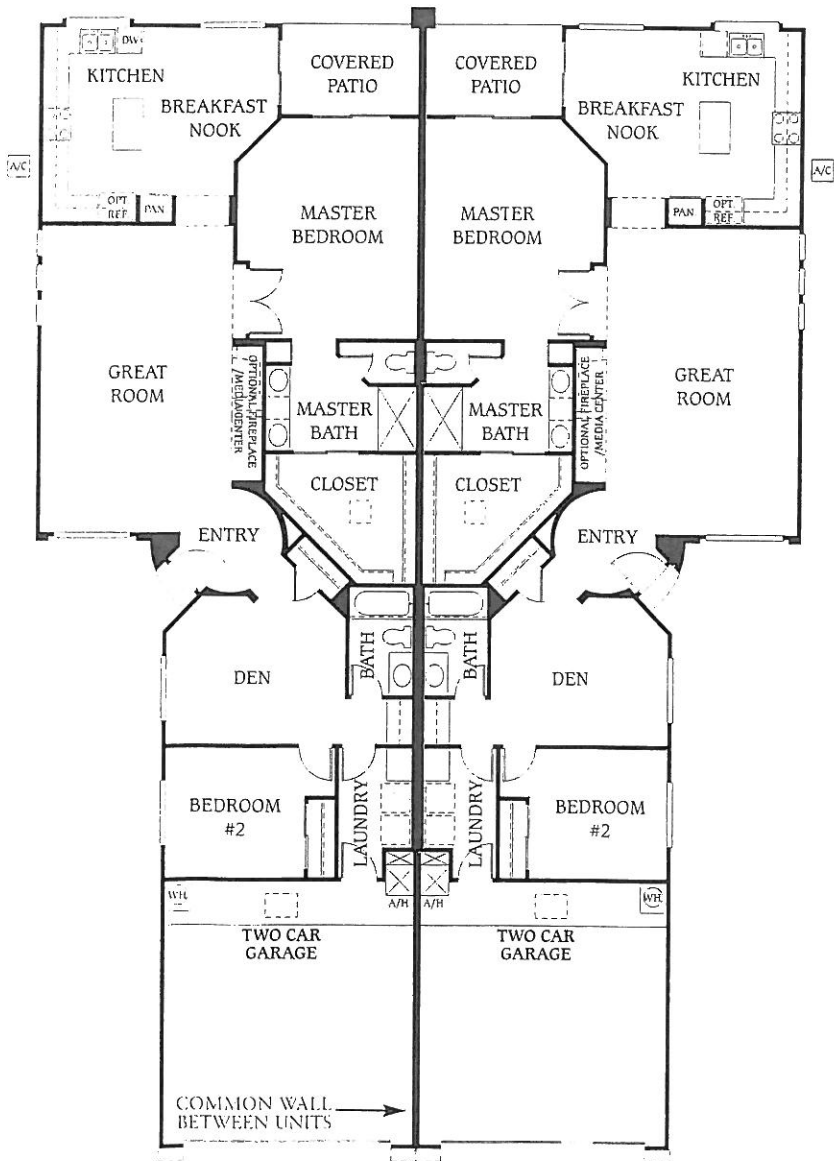 DW
KITCHEN
COVERED
PATIO
COVERED
PATIO
KITCHEN
BREAKFAST
NOOK
BREAKFAST
NOOK
A/C
A/C
OPT
REF.
PAN
MASTER
BEDROOM
MASTER
BEDROOM
PAN
OPT.
REF.
GREAT
ROOM
OPTIONAL FIREPLACE
/MEDIA CENTER
MASTER
BATH
MASTER
BATH
OPTIONAL FIREPLACE
/MEDIA CENTER
GREAT
ROOM
CLOSET
CLOSET
ENTRY
ENTRY
DEN
BATH
BATH
DEN
BEDROOM
#2
LAUNDRY
LAUNDRY
BEDROOM
#2
WH.
A/H
A/H
WH.
TWO CAR
GARAGE
TWO CAR
GARAGE
COMMON WALL
BETWEEN UNITS